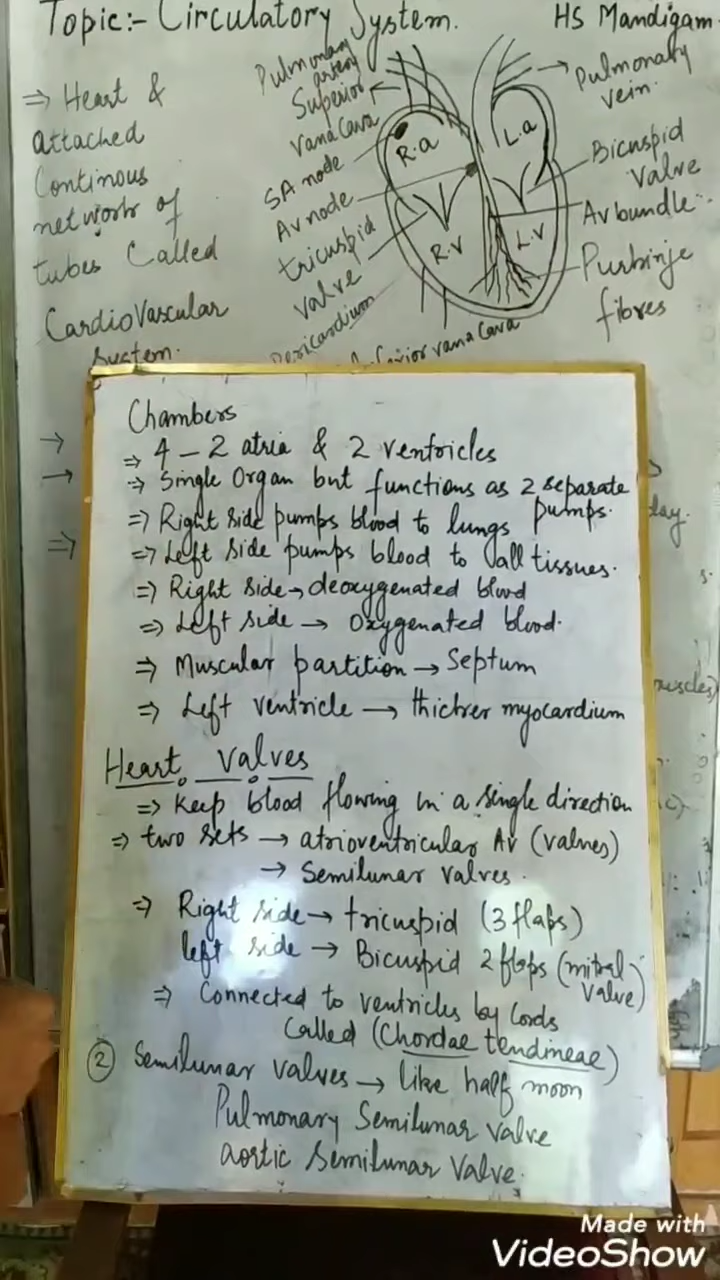 Topic:- Circulatory System.
HS Mandigam.
⇒ Heart &
attached
Continous
network of
tubes Called
CardioVascular
System.
Pulmonary
artery
Superior
vanaCava
SA node
Av node
tricuspid
valve
Pericardium
R.a
L.a
R.V
L.V
Pulmonary
vein.
Bicuspid
Valve
Av bundle
Purbinje
fibres
vana Cava
Chambers
⇒ 4 - 2 atria & 2 ventricles
⇒ Single Organ but functions as 2 separate
pumps.
⇒ Right side pumps blood to lungs
⇒ Left side pumps blood to all tissues.
⇒ Right side → deoxygenated blood
⇒ Left side → Oxygenated blood.
⇒ Muscular partition → Septum
⇒ Left ventricle → thicker myocardium
Heart valves
⇒ Keep blood flowing in a single direction
⇒ two sets → atrioventricular Av (valves)
→ Semilunar valves.
⇒ Right side → tricuspid (3 flaps)
left side → Bicuspid 2 flaps (mitral
valve)
⇒ Connected to ventricles by Cords
Called (Chordae tendineae)
② Semilunar valves → like half moon
Pulmonary Semilunar valve
aortic Semilunar Valve.
Made with
VideoShow